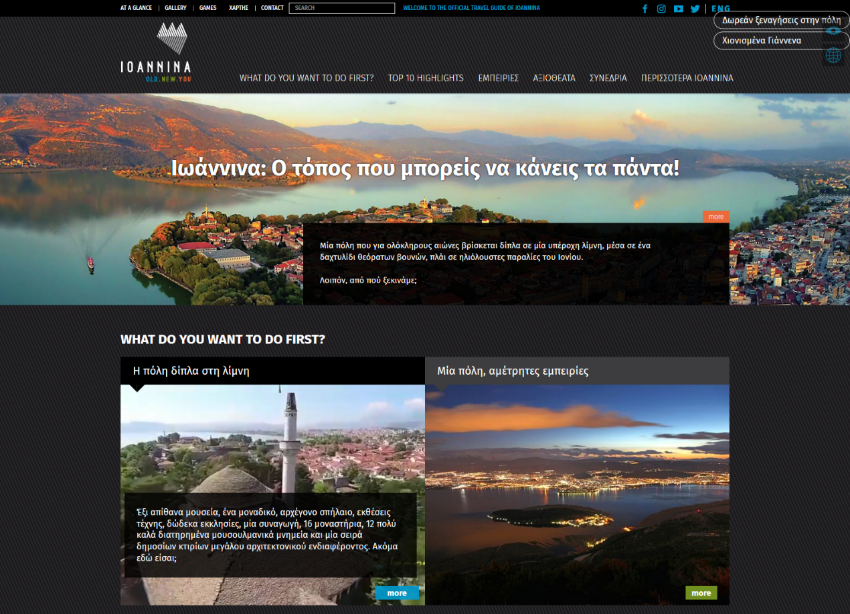 AT A GLANCE | GALLERY | GAMES ΧΑΡΤΗΣ | CONTACT SEARCH WELCOME TO THE OFFICIAL TRAVEL GUIDE OF IOANNINA | ENG
Δωρεάν ξεναγήσεις στην πόλη
Χιονισμένα Γιάννενα
IOANNINA
OLD.NEW.YOU
WHAT DO YOU WANT TO DO FIRST? TOP 10 HIGHLIGHTS ΕΜΠΕΙΡΙΕΣ ΑΞΙΟΘΕΑΤΑ ΣΥΝΕΔΡΙΑ ΠΕΡΙΣΣΟΤΕΡΑ ΙΩΑΝΝΙΝΑ
Ιωάννινα: Ο τόπος που μπορείς να κάνεις τα πάντα!
more
Μία πόλη που για ολόκληρους αιώνες βρίσκεται δίπλα σε μία υπέροχη λίμνη, μέσα σε ένα
δαχτυλίδι θεόρατων βουνών, πλάι σε ηλιόλουστες παραλίες του Ιονίου.
Λοιπόν, από πού ξεκινάμε;
WHAT DO YOU WANT TO DO FIRST?
Η πόλη δίπλα στη λίμνη
Μία πόλη, αμέτρητες εμπειρίες
Έξι απίθανα μουσεία, ένα μοναδικό, αρχέγονο σπήλαιο, εκθέσεις
τέχνης, δώδεκα εκκλησίες, μία συναγωγή, 16 μοναστήρια, 12 πολύ
καλά διατηρημένα μουσουλμανικά μνημεία και μία σειρά
δημοσίων κτιρίων μεγάλου αρχιτεκτονικού ενδιαφέροντος. Ακόμα
εδώ είσαι;
more
more